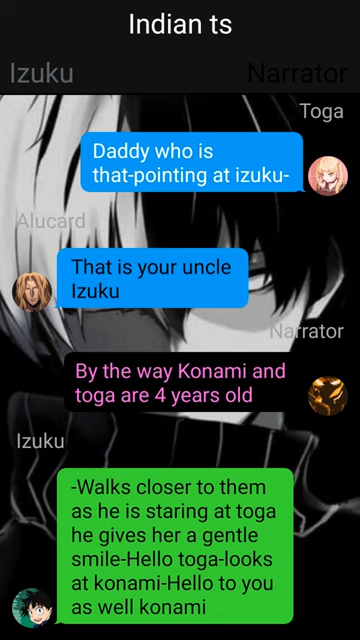 Indian ts
Izuku
Narrator
Toga
Daddy who is
that-pointing at izuku-
Alucard
That is your uncle
Izuku
Narrator
By the way Konami and
toga are 4 years old
Izuku
-Walks closer to them
as he is staring at toga
he gives her a gentle
smile-Hello toga-looks
at konami-Hello to you
as well konami